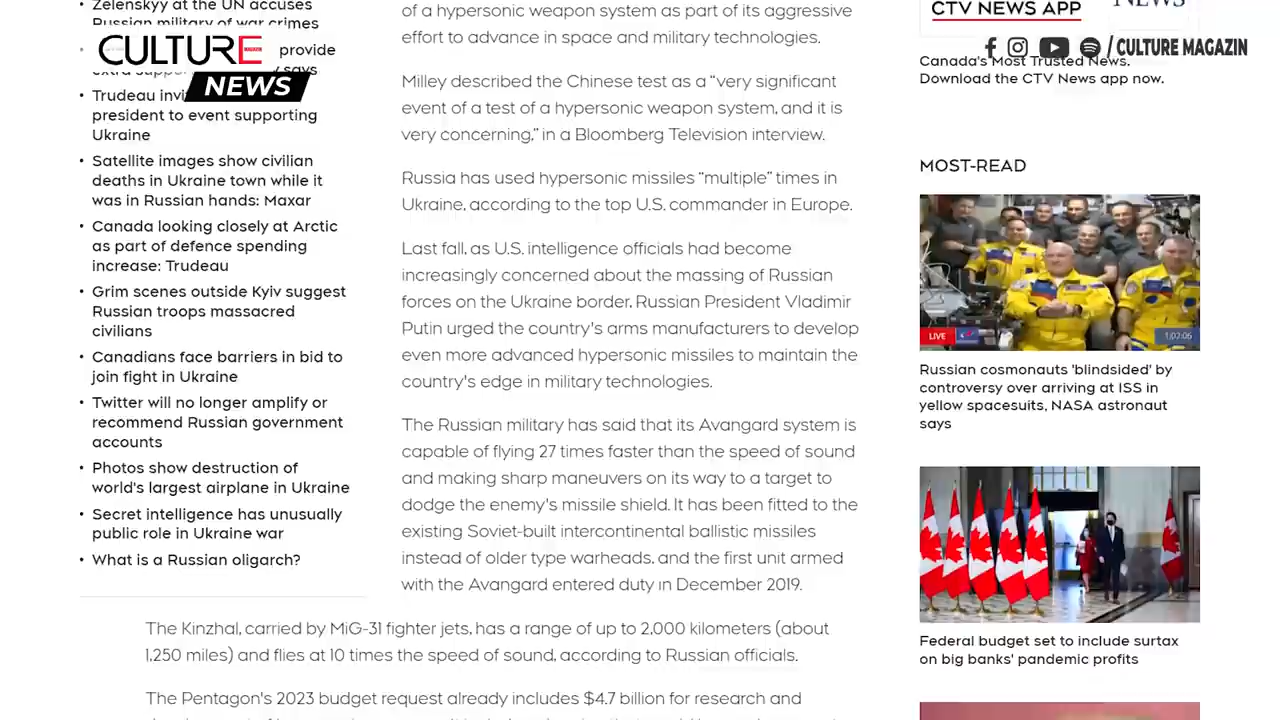 Zelenskyy at the UN accuses
Russian military of war crimes
provide
says
Trudeau
president to event supporting
Ukraine
• Satellite images show civilian
deaths in Ukraine town while it
was in Russian hands: Maxar
• Canada looking closely at Arctic
as part of defence spending
increase: Trudeau
• Grim scenes outside Kyiv suggest
Russian troops massacred
civilians
• Canadians face barriers in bid to
join fight in Ukraine
• Twitter will no longer amplify or
recommend Russian government
accounts
• Photos show destruction of
world's largest airplane in Ukraine
• Secret intelligence has unusually
public role in Ukraine war
• What is a Russian oligarch?
CULTURE
NEWS
of a hypersonic weapon system as part of its aggressive
effort to advance in space and military technologies.
Milley described the Chinese test as a “very significant
event of a test of a hypersonic weapon system, and it is
very concerning,” in a Bloomberg Television interview.
Russia has used hypersonic missiles “multiple” times in
Ukraine, according to the top U.S. commander in Europe.
Last fall, as U.S. intelligence officials had become
increasingly concerned about the massing of Russian
forces on the Ukraine border, Russian President Vladimir
Putin urged the country's arms manufacturers to develop
even more advanced hypersonic missiles to maintain the
country's edge in military technologies.
The Russian military has said that its Avangard system is
capable of flying 27 times faster than the speed of sound
and making sharp maneuvers on its way to a target to
dodge the enemy's missile shield. It has been fitted to the
existing Soviet-built intercontinental ballistic missiles
instead of older type warheads, and the first unit armed
with the Avangard entered duty in December 2019.
The Kinzhal, carried by MiG-31 fighter jets, has a range of up to 2,000 kilometers (about
1,250 miles) and flies at 10 times the speed of sound, according to Russian officials.
The Pentagon's 2023 budget request already includes $4.7 billion for research and
CTV NEWS APP
NEWS
/ CULTURE MAGAZIN
Canada's Most Trusted News.
Download the CTV News app now.
MOST-READ
LIVE
1:07:06
Russian cosmonauts 'blindsided' by
controversy over arriving at ISS in
yellow spacesuits, NASA astronaut
says
Federal budget set to include surtax
on big banks' pandemic profits